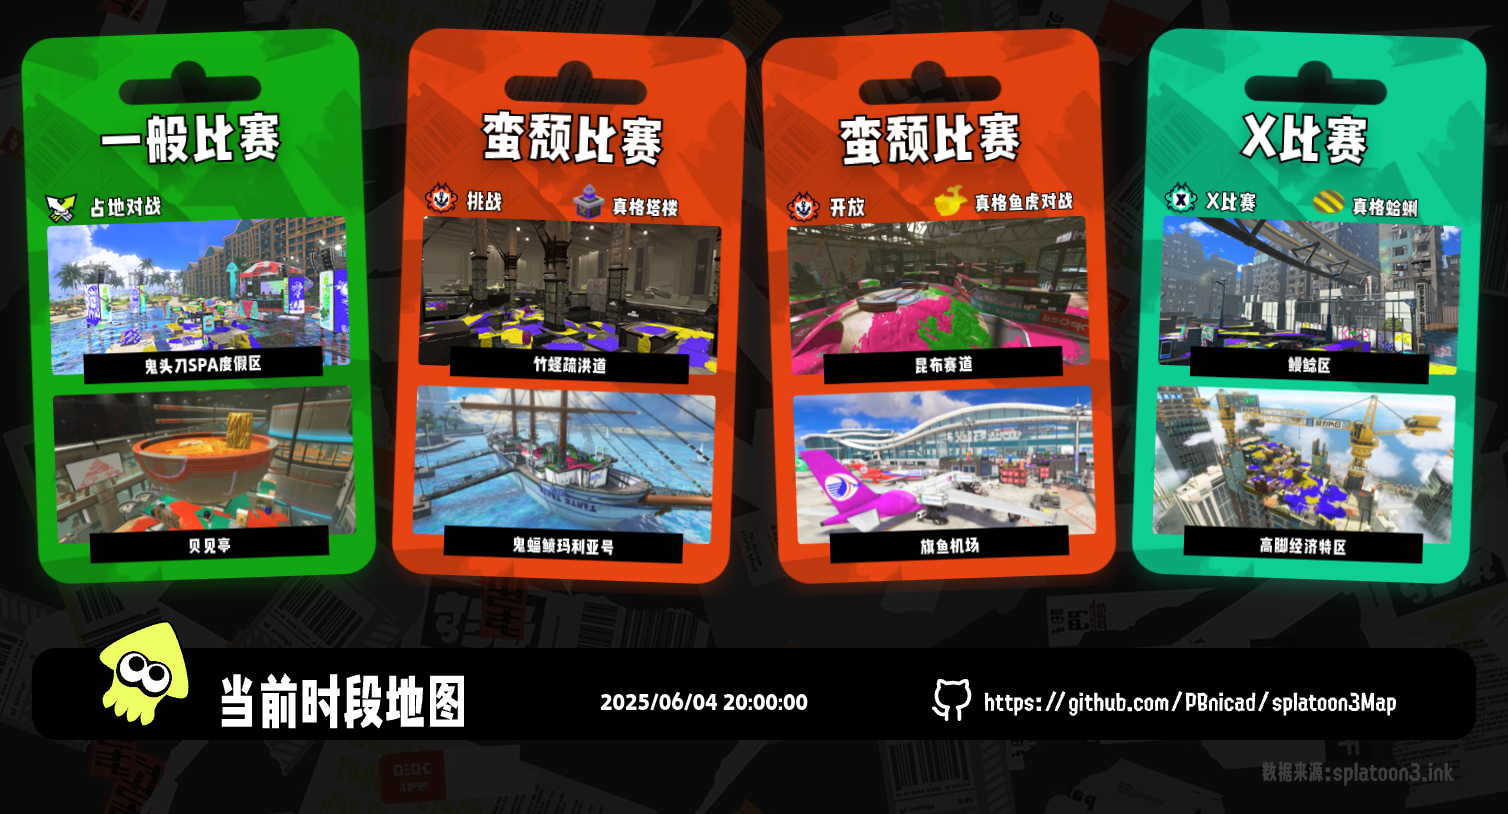 一般比赛
占地对战
鬼头刀SPA度假区
贝见亭
蛮颓比赛
挑战
真格塔楼
竹蛏疏洪道
鬼蝠鲼玛利亚号
蛮颓比赛
开放
真格鱼虎对战
昆布赛道
旗鱼机场
X比赛
X比赛
真格蛤蜊
鳗鲶区
高脚经济特区
当前时段地图
2025/06/04 20:00:00
https://github.com/PBnicad/splatoon3Map
数据来源:splatoon3.ink